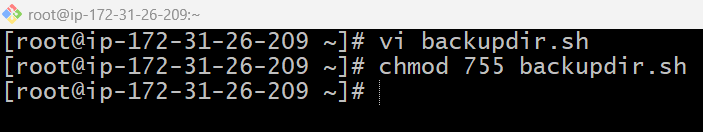 root@ip-172-31-26-209:~
[root@ip-172-31-26-209 ~]# vi backupdir.sh
[root@ip-172-31-26-209 ~]# chmod 755 backupdir.sh
[root@ip-172-31-26-209 ~]#